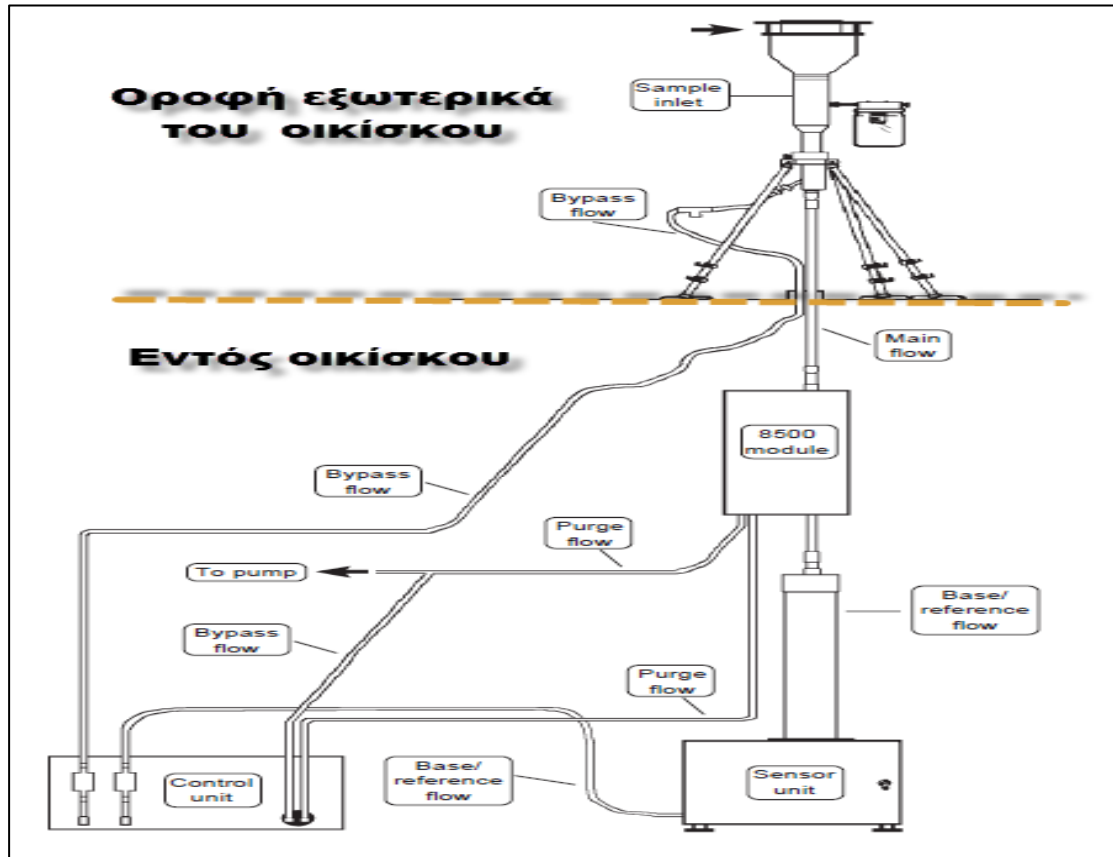 Οροφή εξωτερικά
του οικίσκου
Sample
inlet
Bypass
flow
Εντός οικίσκου
Main
flow
8500
module
Bypass
flow
Purge
flow
To pump
Base/
reference
flow
Bypass
flow
Purge
flow
Control
unit
Base/
reference
flow
Sensor
unit